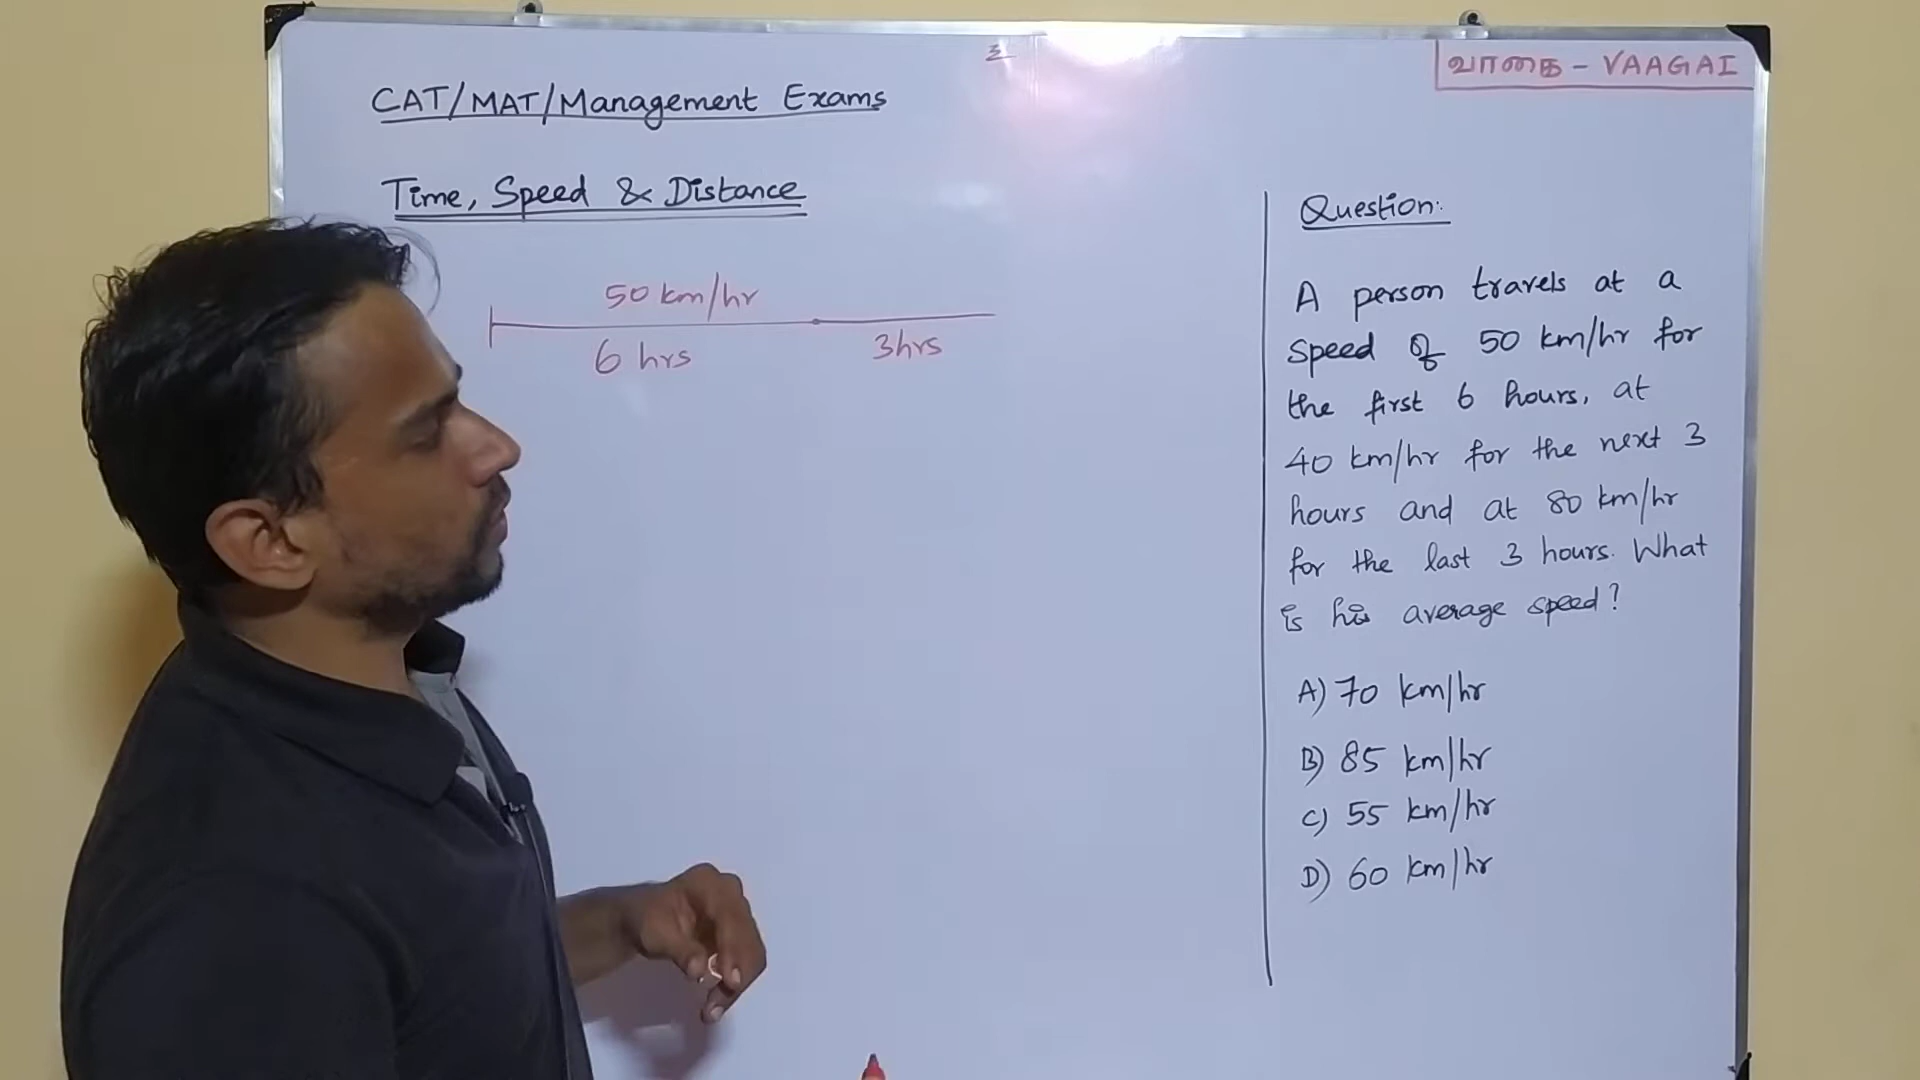 CAT/MAT/Management Exams
வாகை - VAAGAI
Time, Speed & Distance
50 km/hr
6 hrs
3hrs
Question:
A person travels at a
speed of 50 km/hr for
the first 6 hours, at
40 km/hr for the next 3
hours and at 80 km/hr
for the last 3 hours. What
is his average speed?
A) 70 km/hr
B) 85 km/hr
C) 55 km/hr
D) 60 km/hr